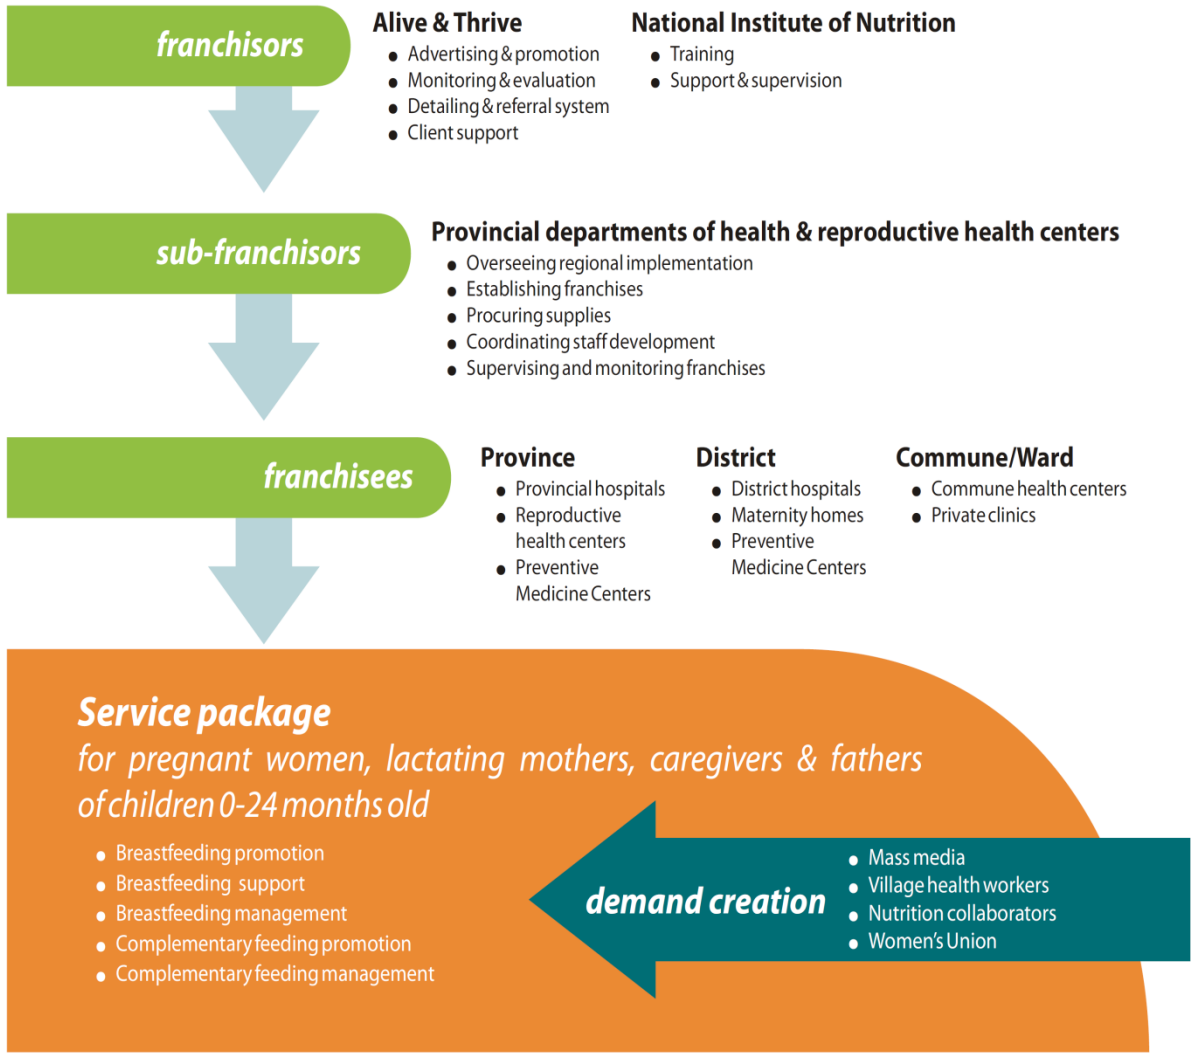 franchisors
Alive & Thrive
• Advertising & promotion
• Monitoring & evaluation
• Detailing & referral system
• Client support
National Institute of Nutrition
• Training
• Support & supervision
sub-franchisors
Provincial departments of health & reproductive health centers
• Overseeing regional implementation
• Establishing franchises
• Procuring supplies
• Coordinating staff development
• Supervising and monitoring franchises
franchisees
Province
• Provincial hospitals
• Reproductive
health centers
• Preventive
Medicine Centers
District
• District hospitals
• Maternity homes
• Preventive
Medicine Centers
Commune/Ward
• Commune health centers
• Private clinics
Service package
for pregnant women, lactating mothers, caregivers & fathers
of children 0-24 months old
• Breastfeeding promotion
• Breastfeeding support
• Breastfeeding management
• Complementary feeding promotion
• Complementary feeding management
demand creation
• Mass media
• Village health workers
• Nutrition collaborators
• Women's Union